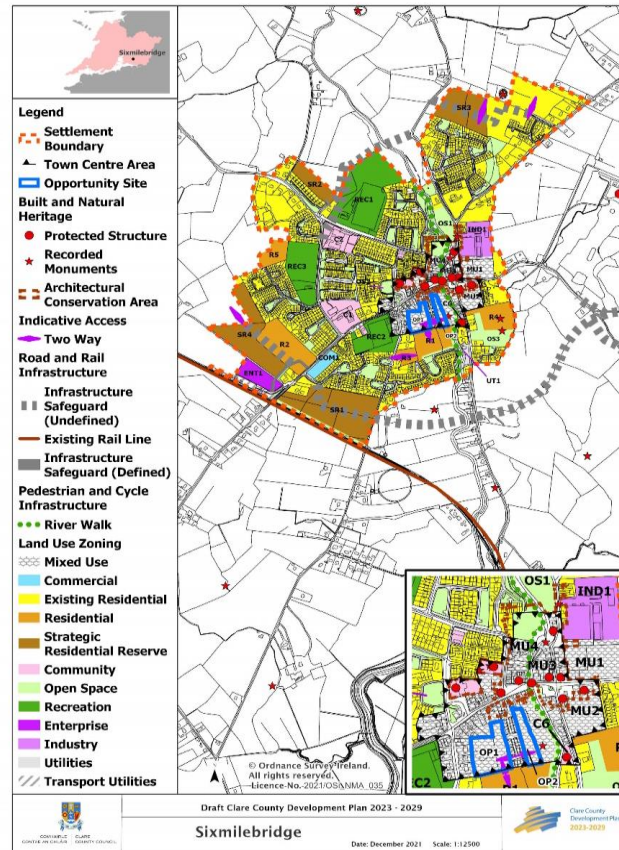 Sixmilebridge
Legend
Settlement
Boundary
Town Centre Area
Opportunity Site
Built and Natural
Heritage
Protected Structure
Recorded
Monuments
Architectural
Conservation Area
Indicative Access
Two Way
Road and Rail
Infrastructure
Infrastructure
Safeguard
(Undefined)
Existing Rail Line
Infrastructure
Safeguard (Defined)
Pedestrian and Cycle
Infrastructure
River Walk
Land Use Zoning
Mixed Use
Commercial
Existing Residential
Residential
Strategic
Residential Reserve
Community
Open Space
Recreation
Enterprise
Industry
Utilities
Transport Utilities
SR3
SR2
REC1
OS1
IND1
R5
REC3
MU1
SR4
R2
OP1
R4
REC2
R1
OP2
OS3
COM1
R3
ENT1
UT1
SR1
OS1
IND1
MU4
MU3
MU1
MU2
C6
OP1
OP2
© Ordnance Survey Ireland.
All rights reserved.
Draft Clare County Development Plan 2023 - 2029
Sixmilebridge
Date: December 2021 Scale: 1:12500
CLARE
COUNTY COUNCIL
Clare County
Development Plan
2023-2029